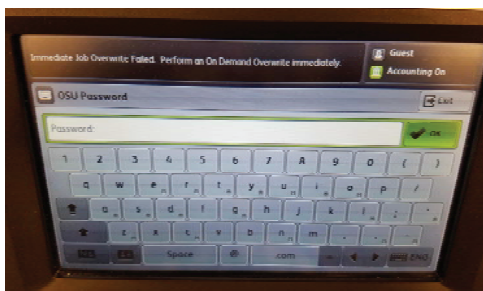 Immediate Job Overwrite Failed. Perform an On Demand Overwrite immediately.
Guest
Accounting On
OSU Password
Exit
Password:
OK
1 2 3 4 5 6 7 8 9 0 ( )
q w e r t y u i o p /
a s d f g h j k l ; '
z x c v b n m , .
Space @ .com ENG